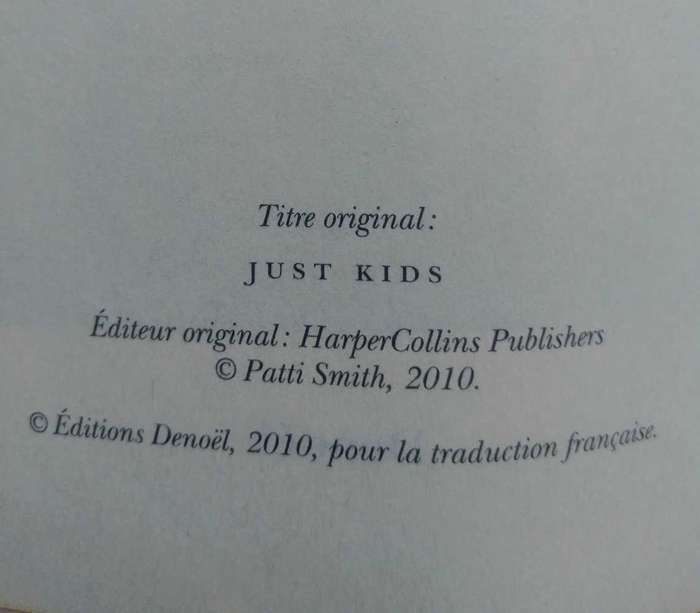 Titre original :
JUST KIDS
Éditeur original : HarperCollins Publishers
© Patti Smith, 2010.
© Éditions Denoël, 2010, pour la traduction française.